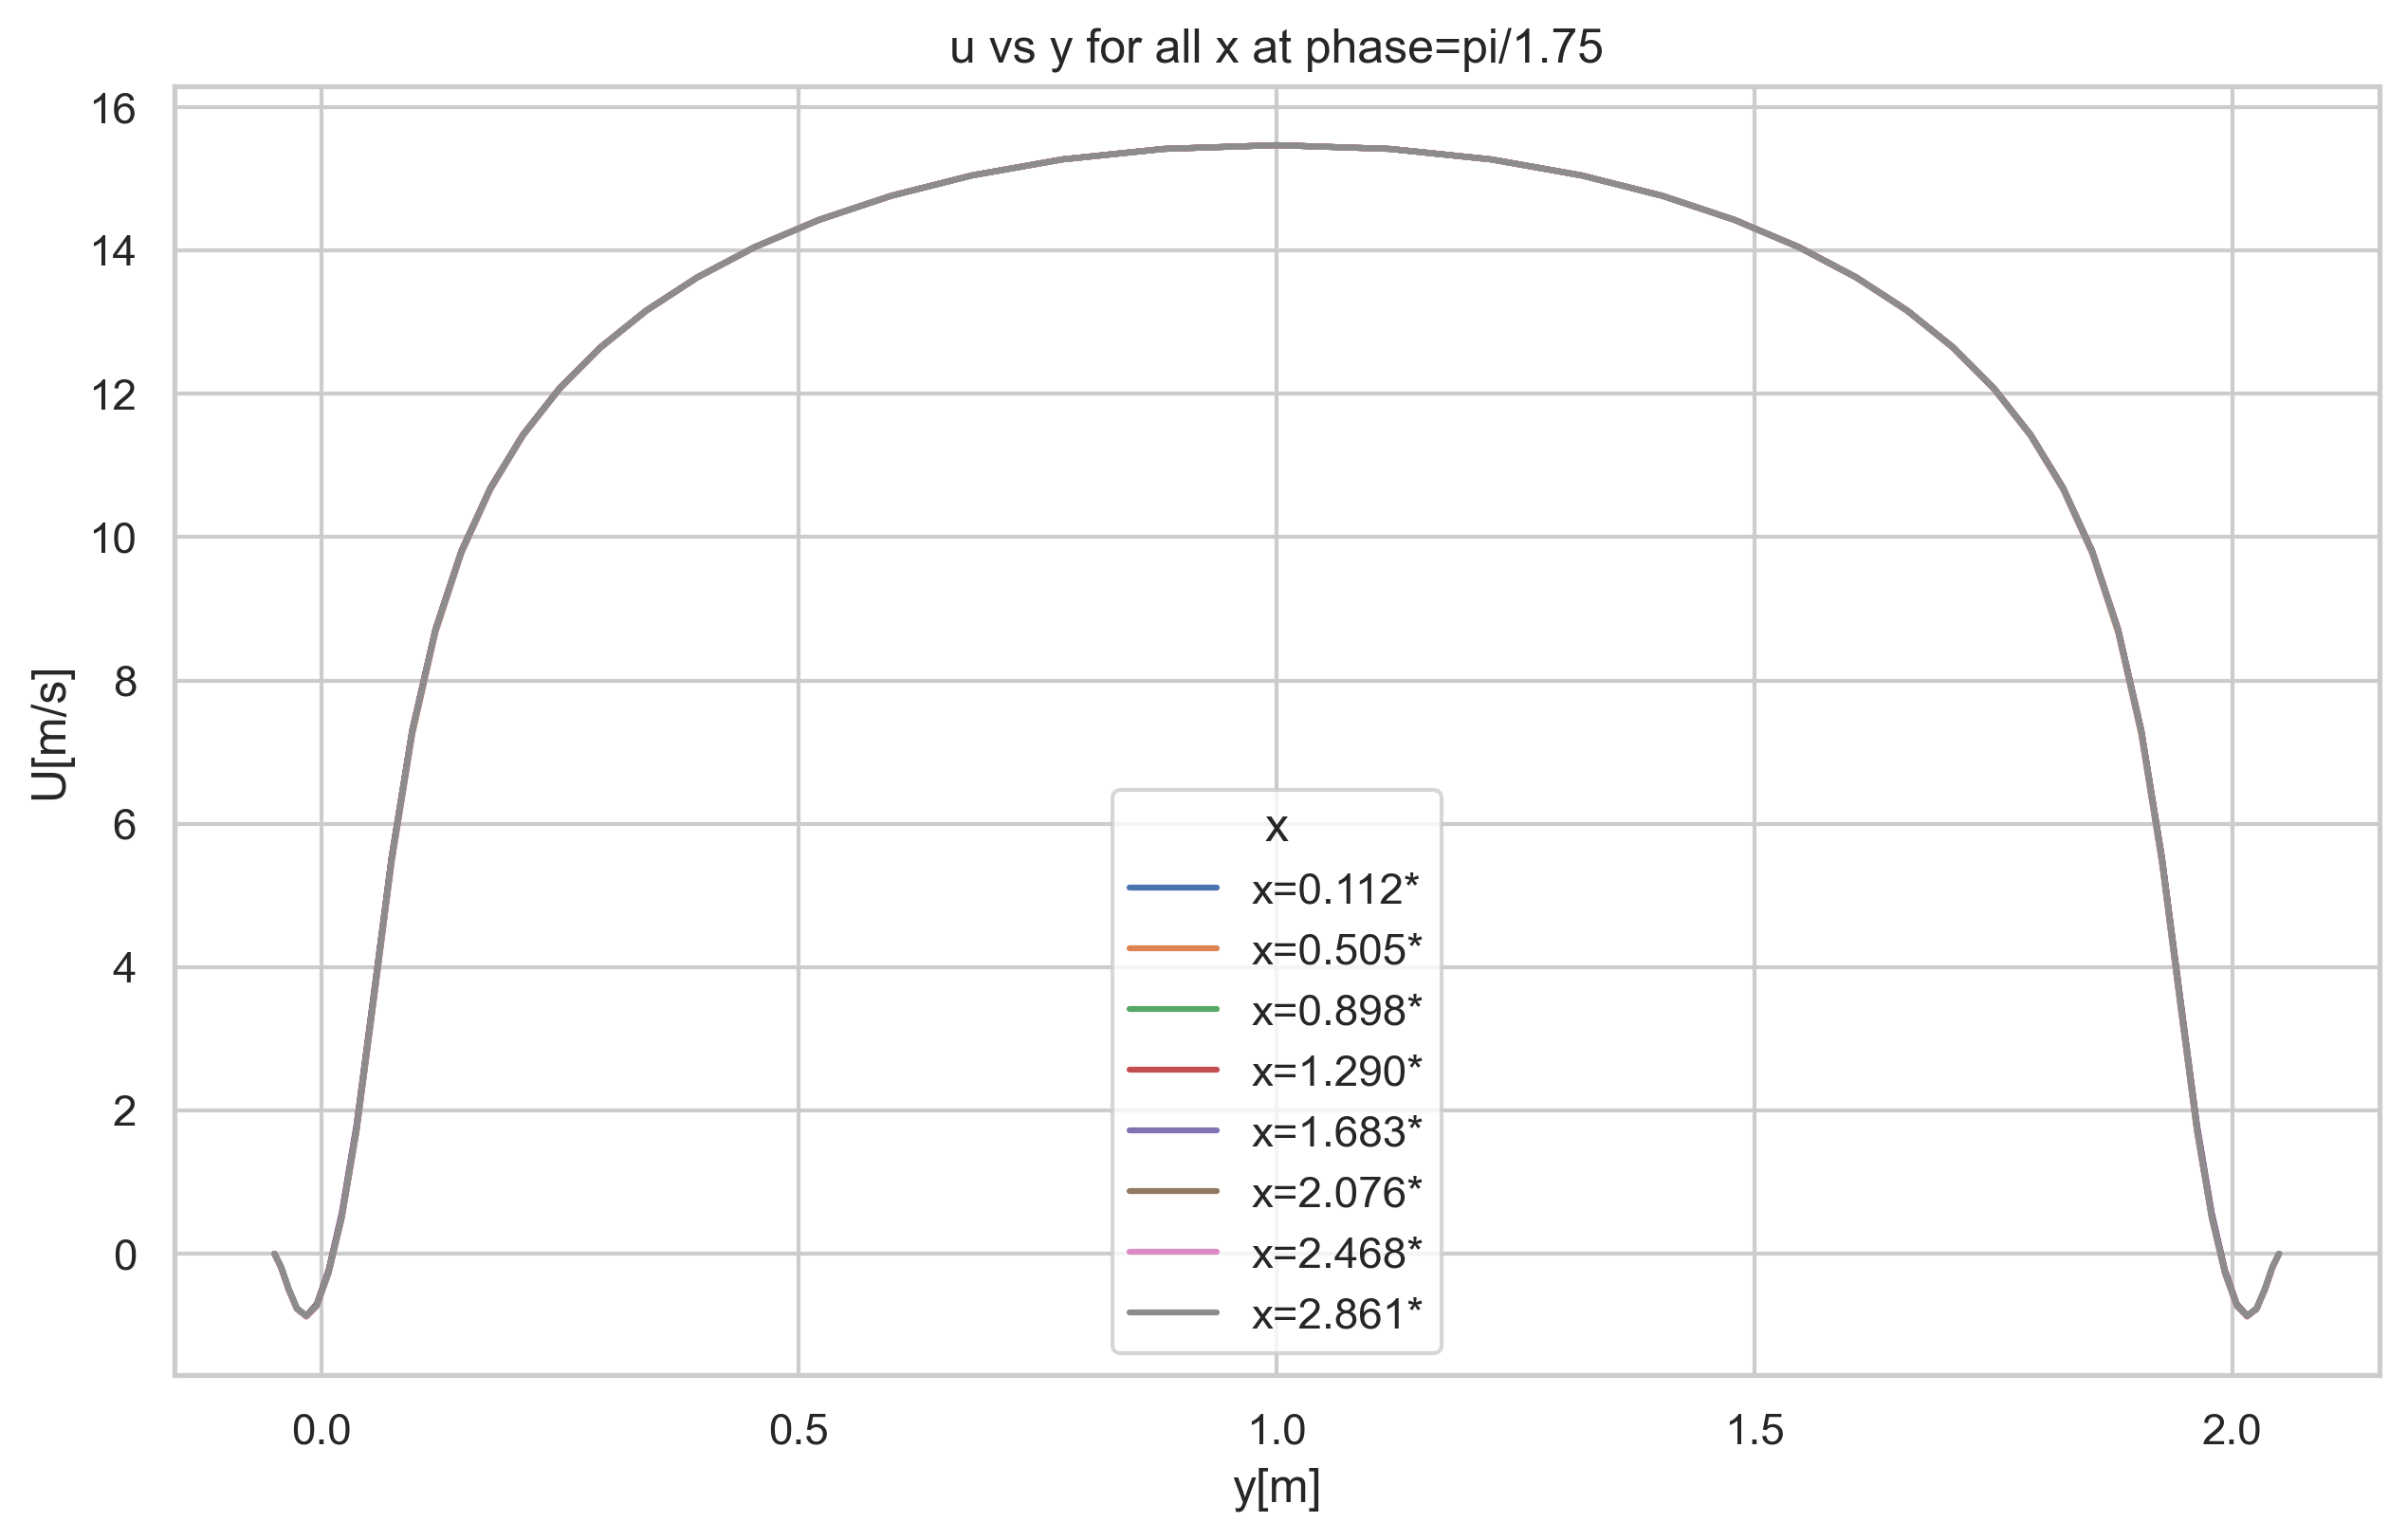 u vs y for all x at phase=pi/1.75
16
14
12
10
8
6
4
2
0
U[m/s]
x
x=0.112*
x=0.505*
x=0.898*
x=1.290*
x=1.683*
x=2.076*
x=2.468*
x=2.861*
0.0 0.5 1.0 1.5 2.0
y[m]